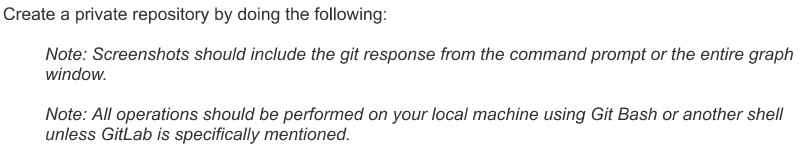 Create a private repository by doing the following:
Note: Screenshots should include the git response from the command prompt or the entire graph
window.
Note: All operations should be performed on your local machine using Git Bash or another shell
unless GitLab is specifically mentioned.